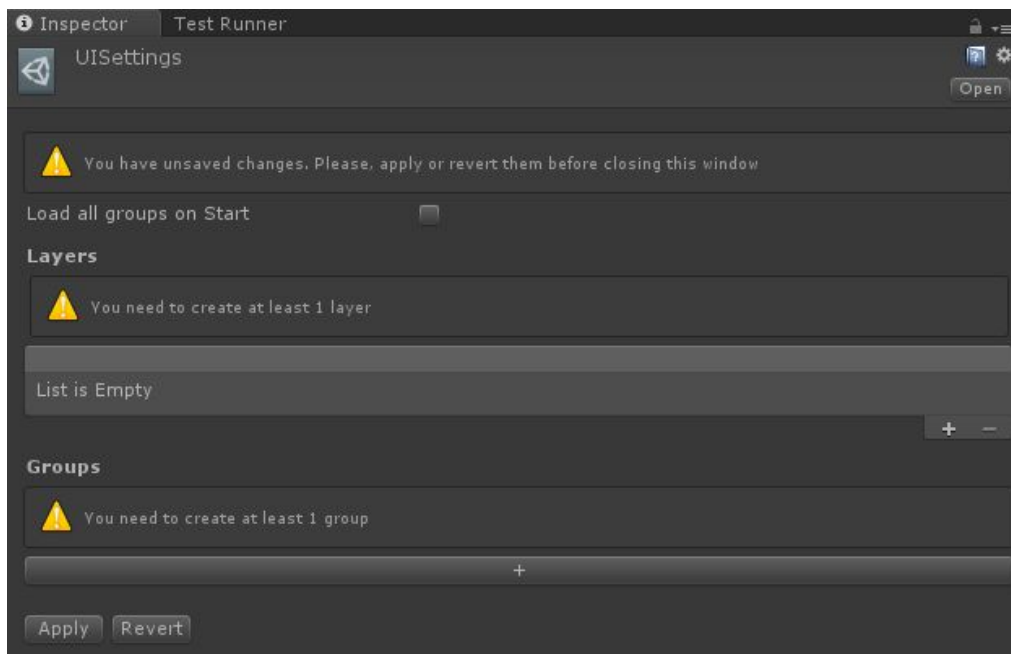 Inspector Test Runner
UISettings
Open
You have unsaved changes. Please, apply or revert them before closing this window
Load all groups on Start
Layers
You need to create at least 1 layer
List is Empty
+ −
Groups
You need to create at least 1 group
+
Apply Revert